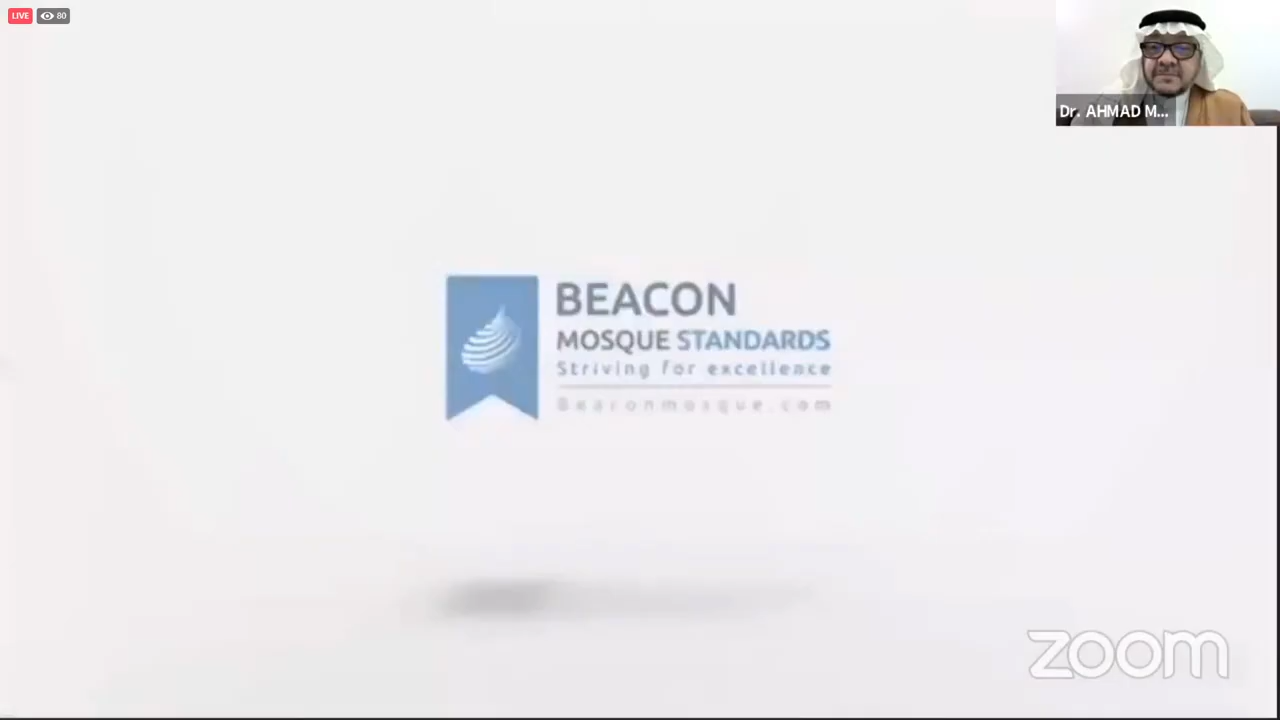 LIVE 80
Dr. AHMAD M...
BEACON
MOSQUE STANDARDS
Striving for excellence
Beaconmosque.com
zoom